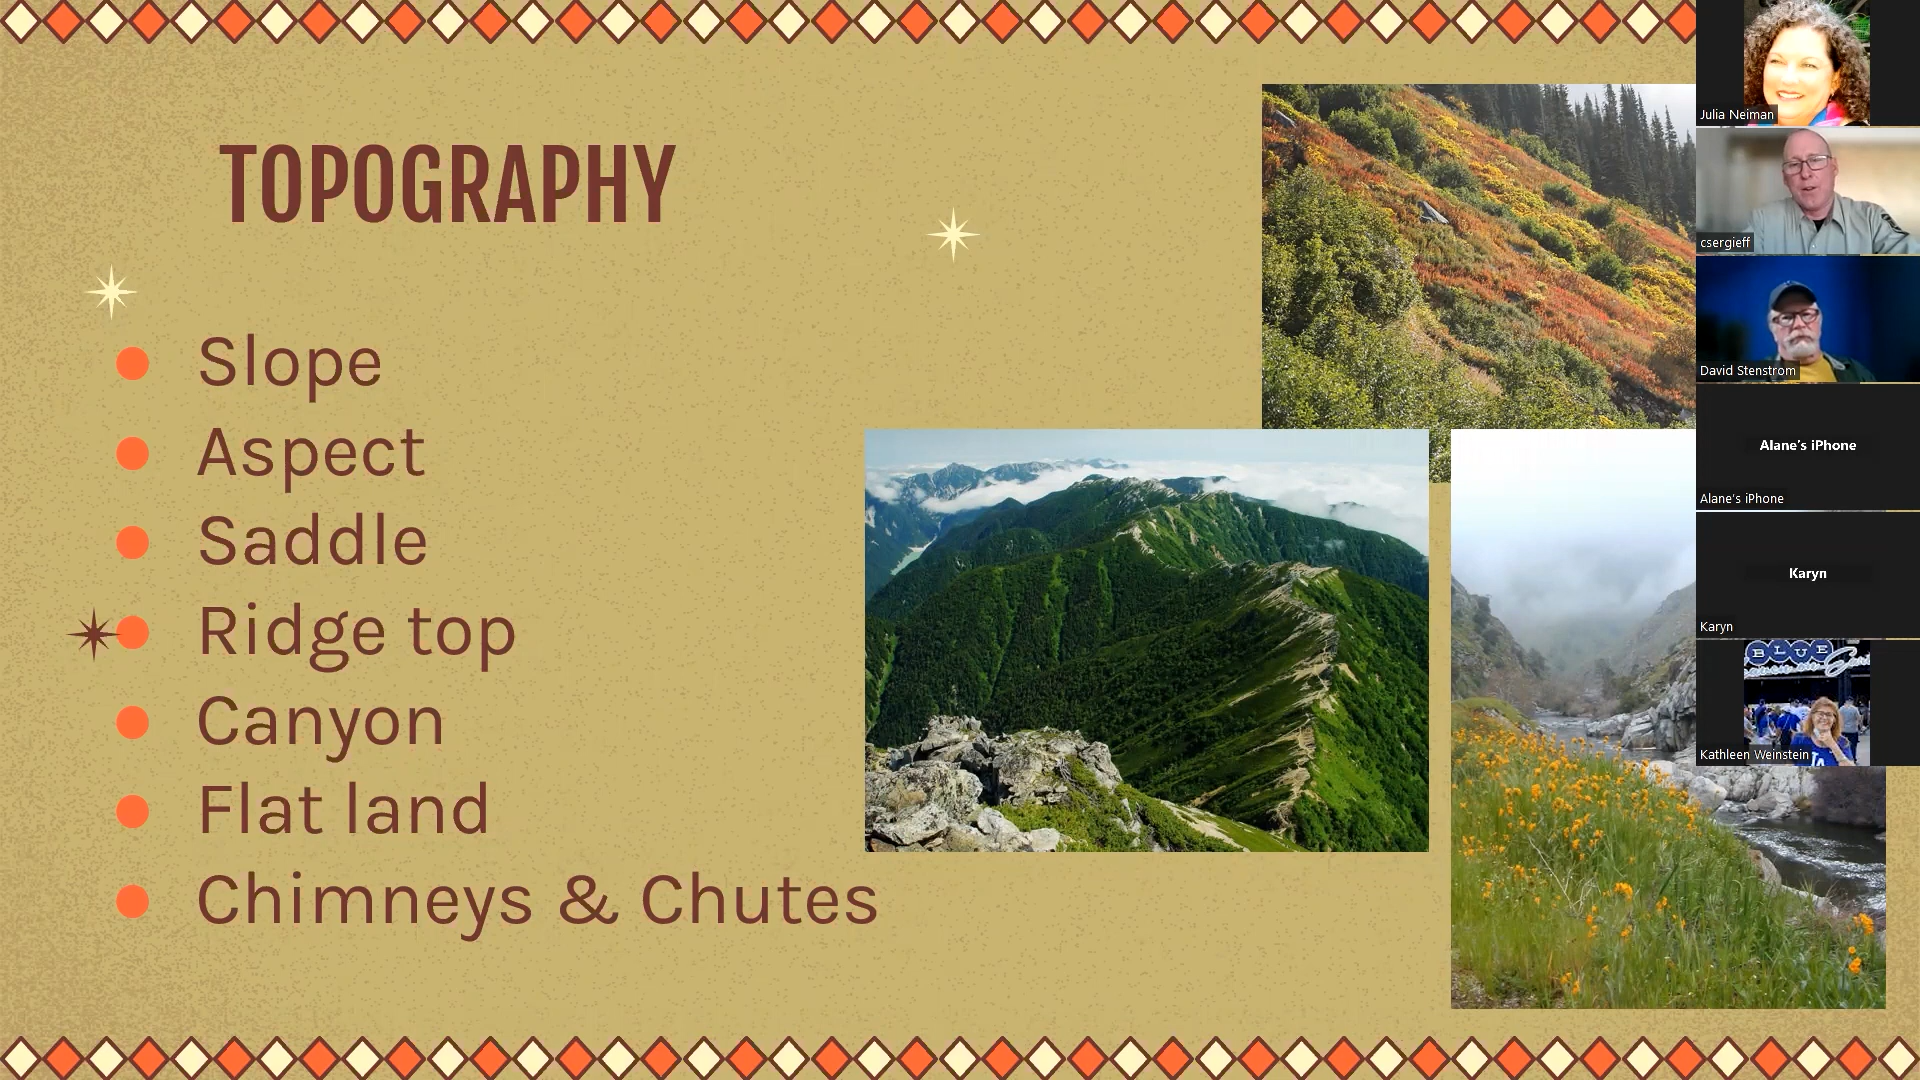 TOPOGRAPHY
Slope
Aspect
Saddle
Ridge top
Canyon
Flat land
Chimneys & Chutes
Julia Neiman
csergieff
David Stenstrom
Alane's iPhone
Alane's iPhone
Karyn
Karyn
BLUE
Kathleen Weinstein